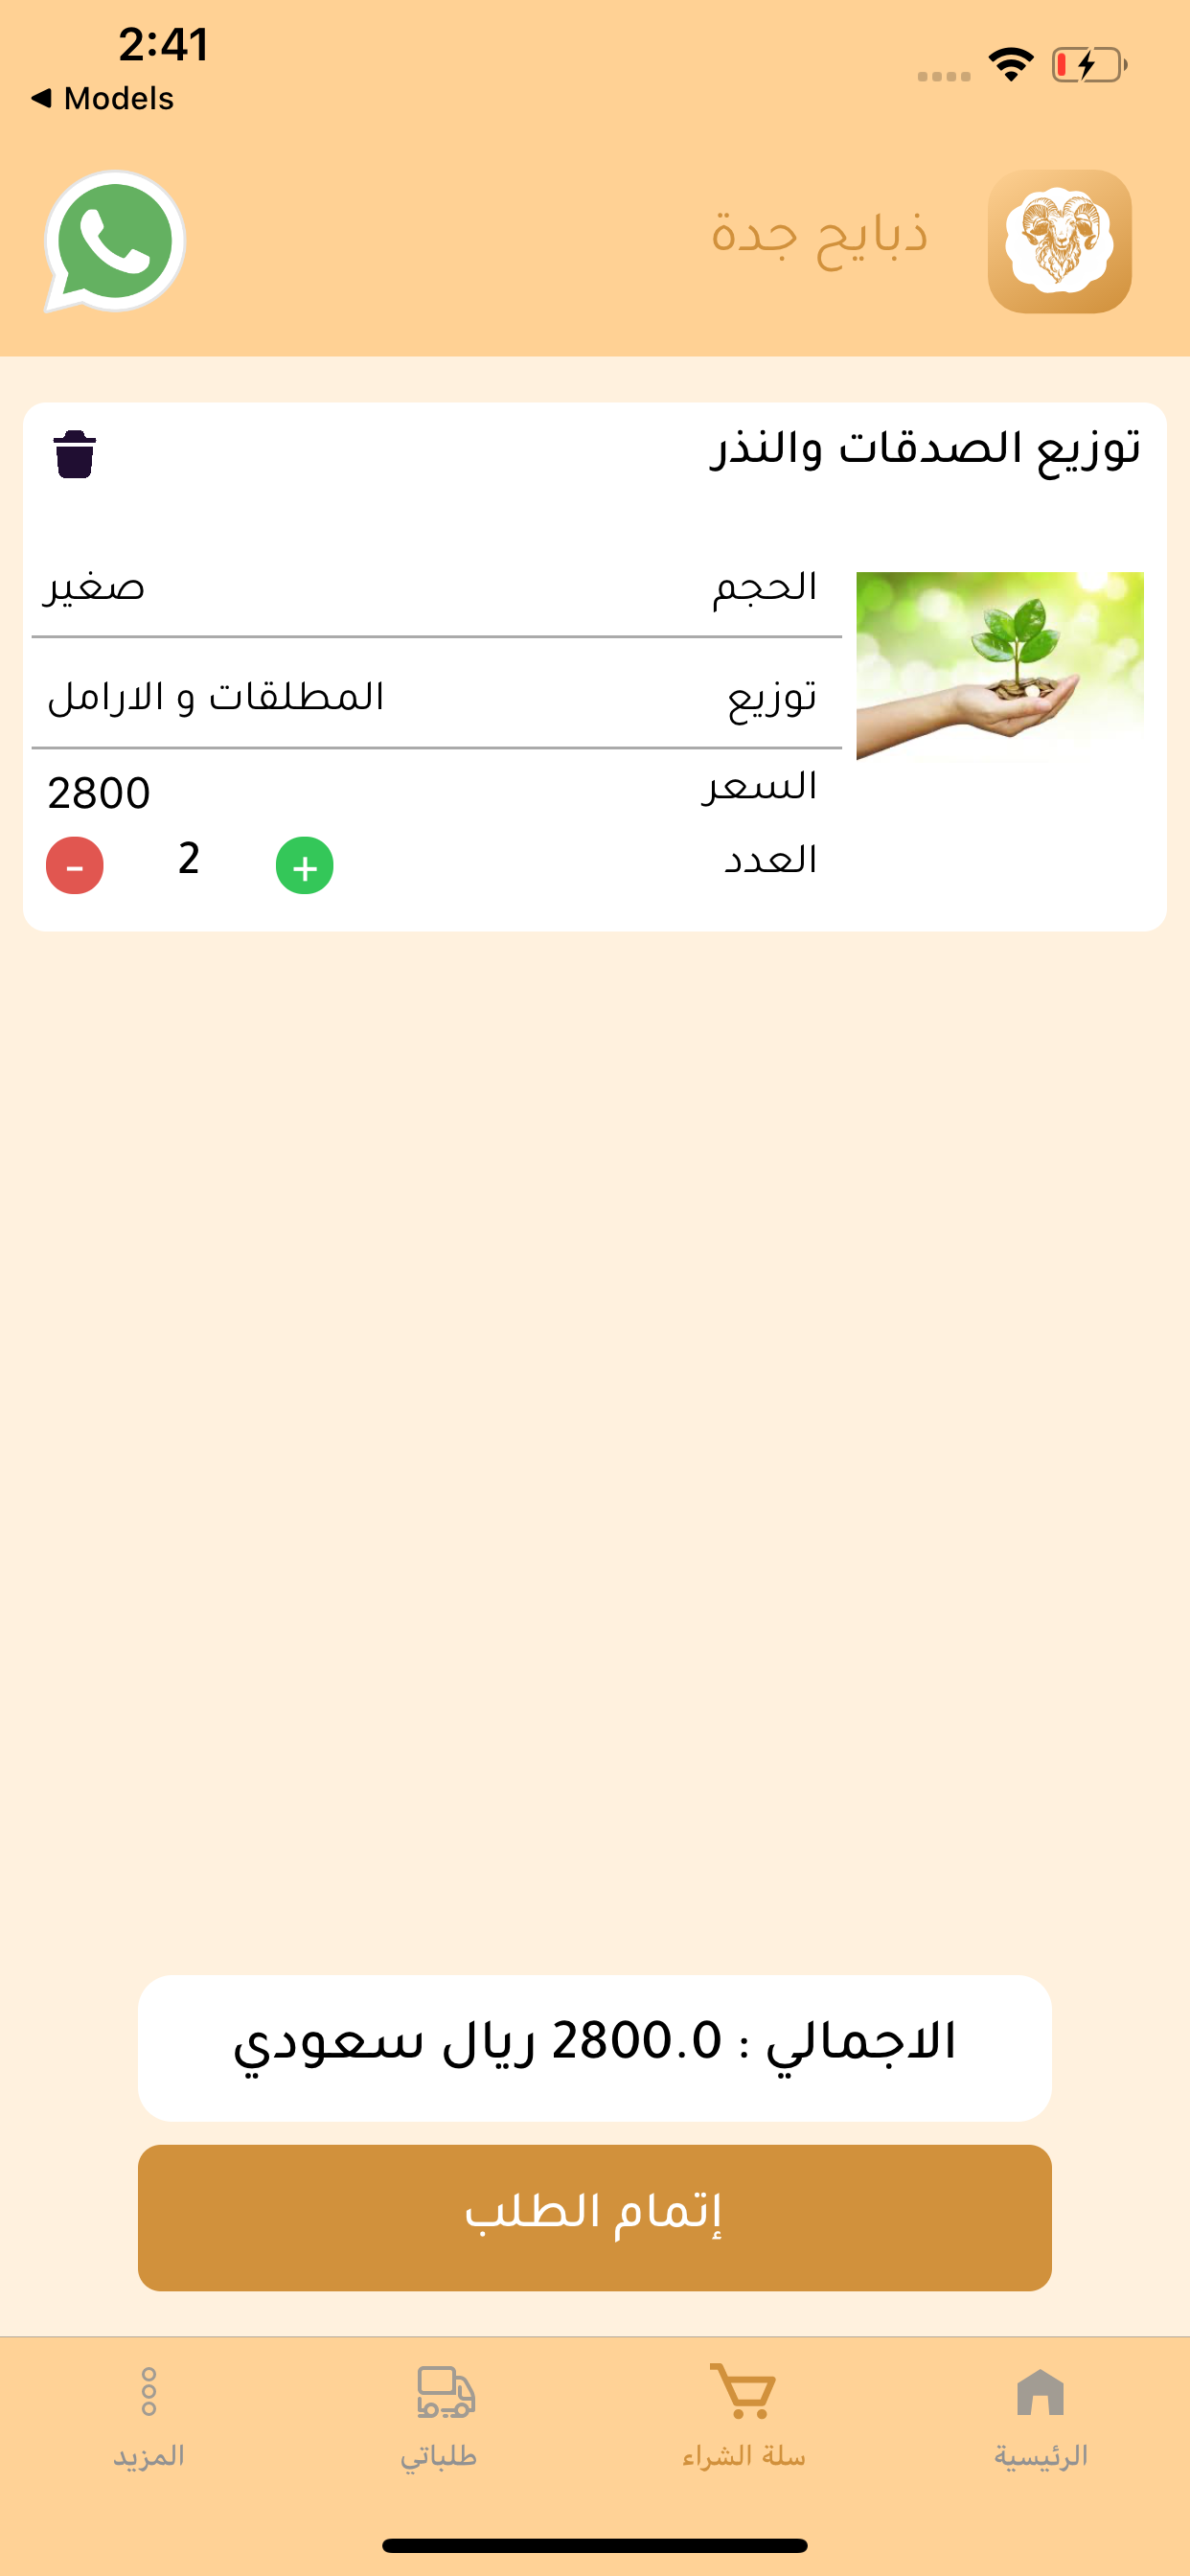 2:41
◀ Models
ذبايح جدة
توزيع الصدقات والنذر
الحجم صغير
توزيع المطلقات و الارامل
السعر 2800
العدد + 2 -
الاجمالي : 2800.0 ريال سعودي
إتمام الطلب
الرئيسية سلة الشراء طلباتي المزيد